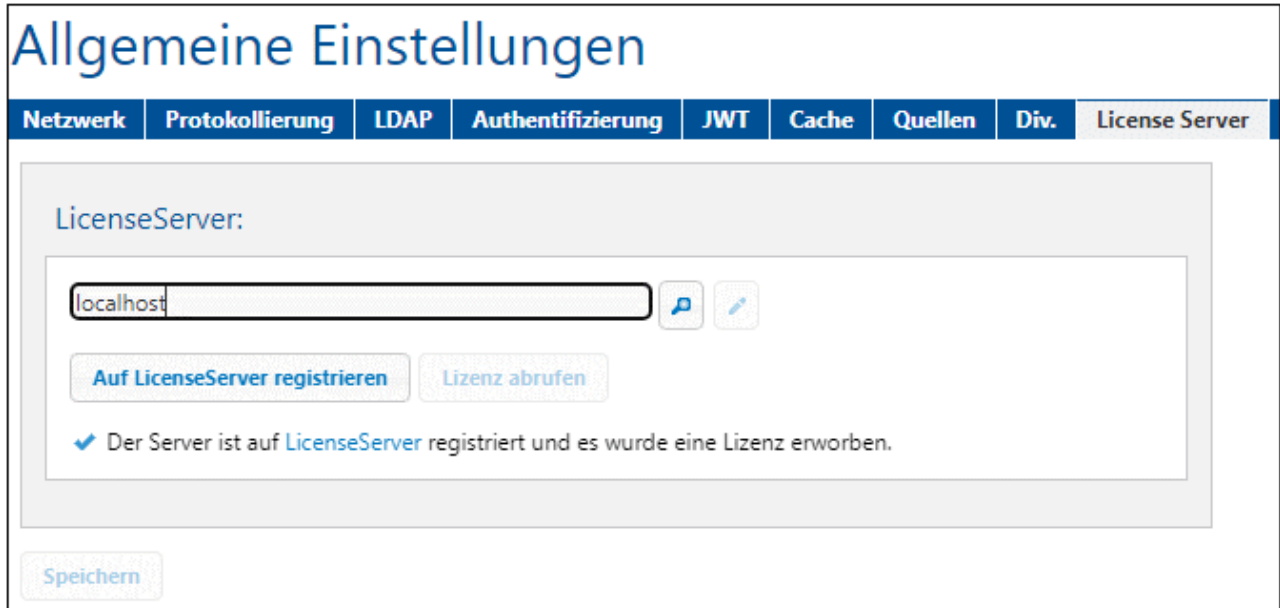 Allgemeine Einstellungen
Netzwerk Protokollierung LDAP Authentifizierung JWT Cache Quellen Div. License Server
LicenseServer:
localhost
Auf LicenseServer registrieren Lizenz abrufen
Der Server ist auf LicenseServer registriert und es wurde eine Lizenz erworben.
Speichern